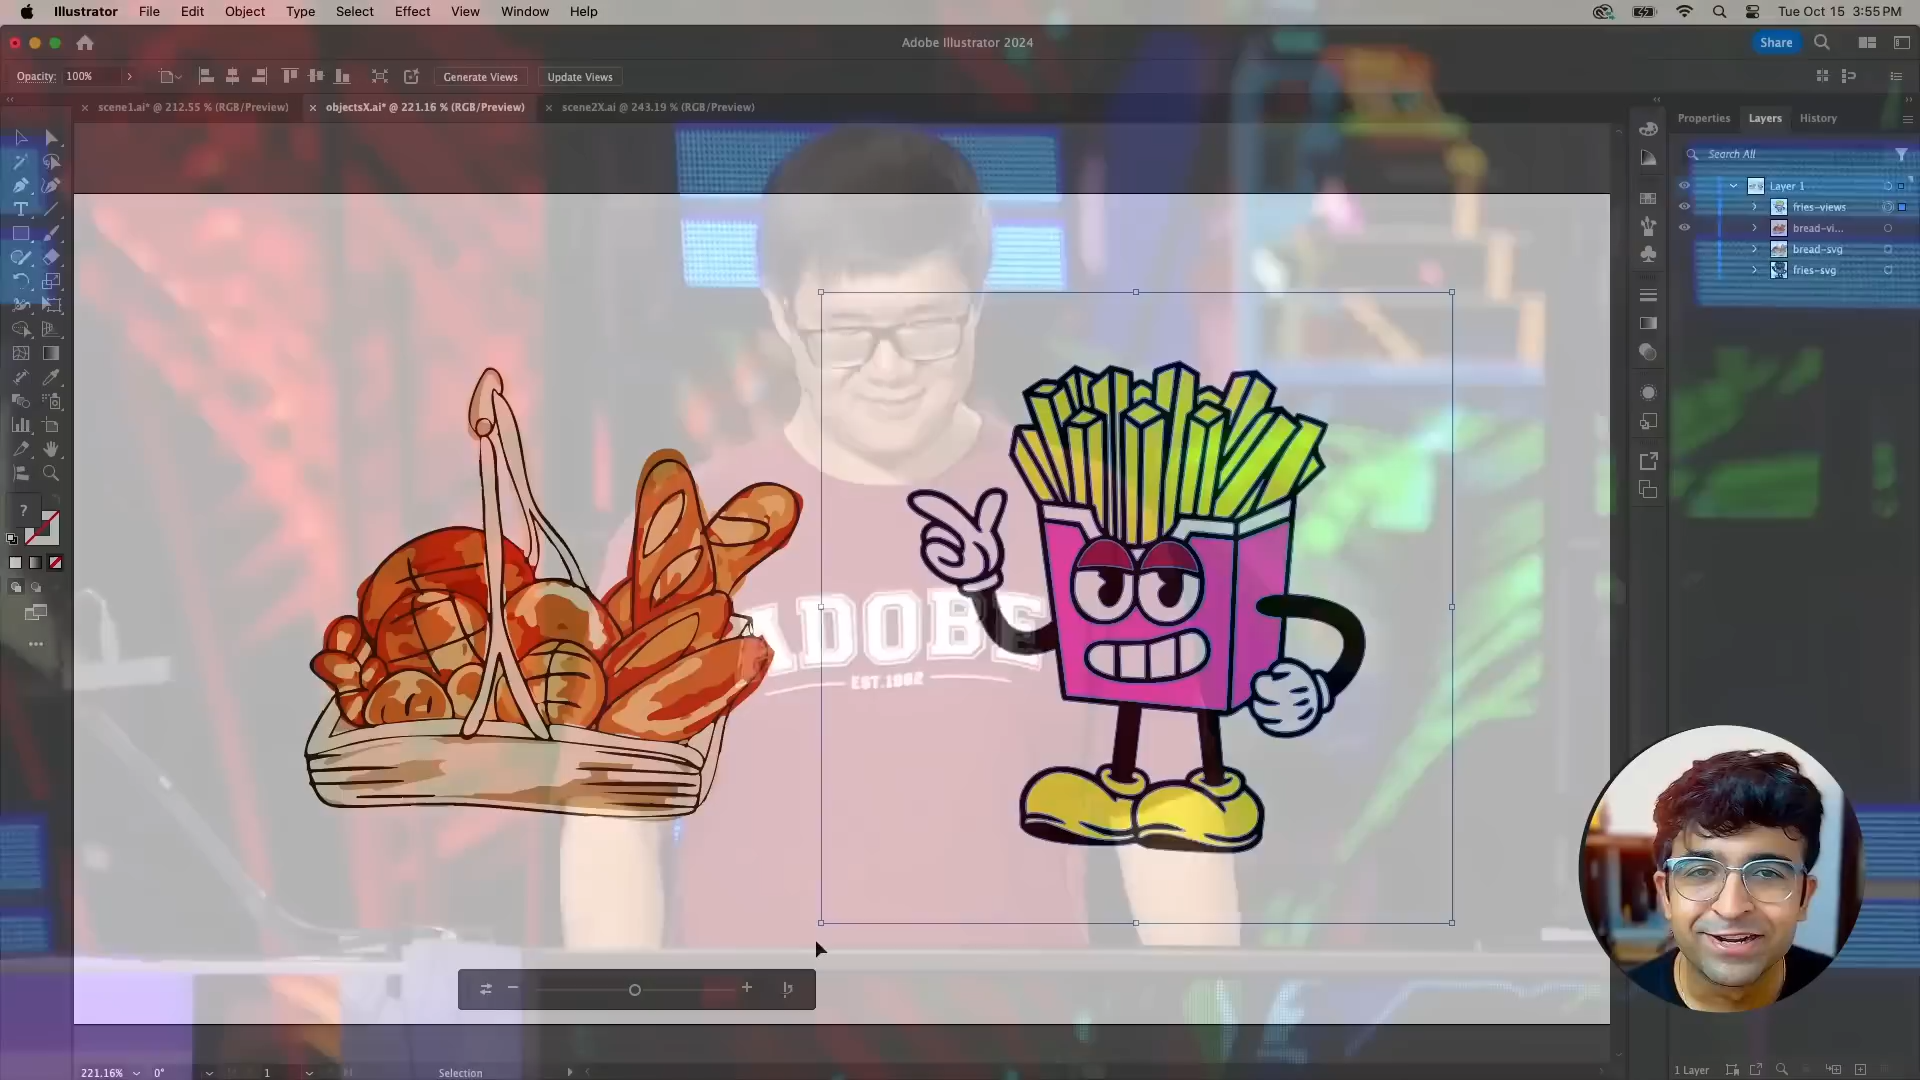 Illustrator File Edit Object Type Select Effect View Window Help
Tue Oct 15 3:55 PM
Adobe Illustrator 2024
Share
Opacity: 100%
Generate Views
Update Views
scene1.ai* @ 212.55 % (RGB/Preview)
objectsX.ai* @ 221.16 % (RGB/Preview)
scene2X.ai @ 243.19 % (RGB/Preview)
Properties Layers History
Search All
Layer 1
fries-views
bread-vi...
bread-svg
fries-svg
?
ADOBE
EST.1982
221.16% 0° 1 Selection
1 Layer